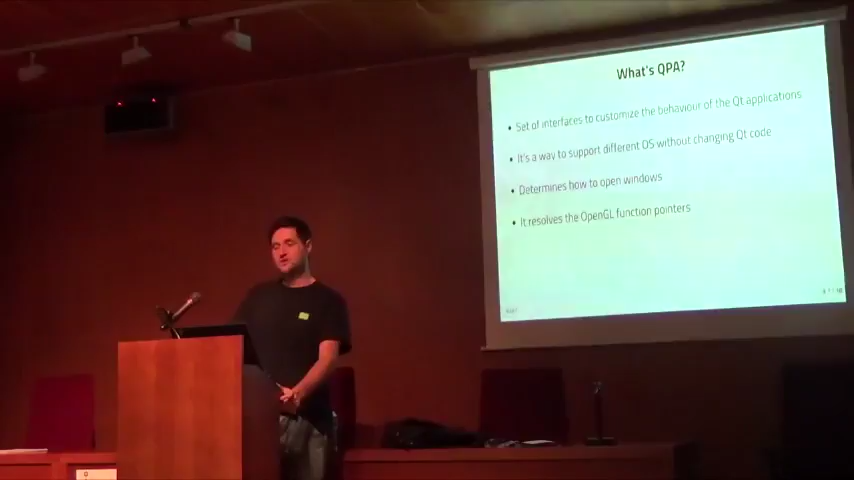 What's QPA?
• Set of interfaces to customize the behaviour of the Qt applications
• It's a way to support different OS without changing Qt code
• Determines how to open windows
• It resolves the OpenGL function pointers